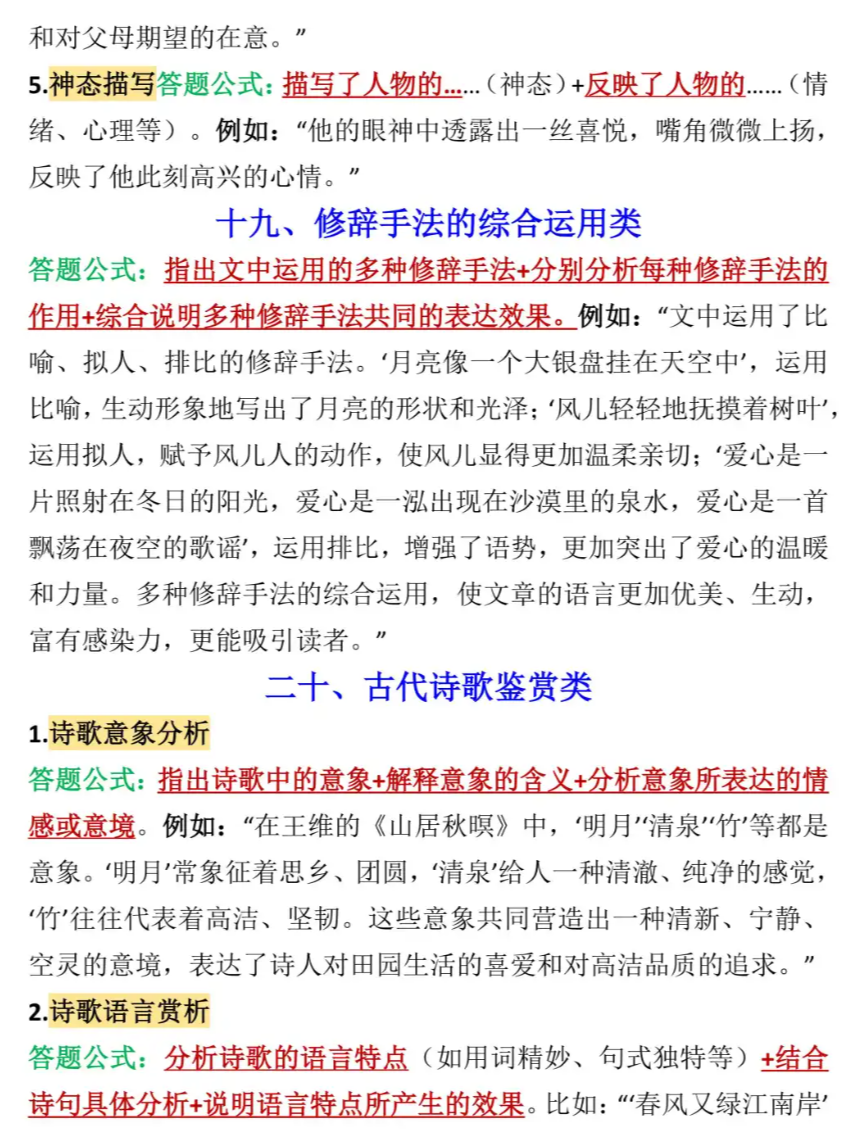 和对父母期望的在意。”
5.神态描写答题公式：描写了人物的……（神态）+反映了人物的……（情
绪、心理等）。例如：“他的眼神中透露出一丝喜悦，嘴角微微上扬，
反映了他此刻高兴的心情。”
十九、修辞手法的综合运用类
答题公式：指出文中运用的多种修辞手法+分别分析每种修辞手法的
作用+综合说明多种修辞手法共同的表达效果。例如：“文中运用了比
喻、拟人、排比的修辞手法。‘月亮像一个大银盘挂在天空中’，运用
比喻，生动形象地写出了月亮的形状和光泽；‘风儿轻轻地抚摸着树叶’，
运用拟人，赋予风儿人的动作，使风儿显得更加温柔亲切；‘爱心是一
片照射在冬日的阳光，爱心是一泓出现在沙漠里的泉水，爱心是一首
飘荡在夜空的歌谣’，运用排比，增强了语势，更加突出了爱心的温暖
和力量。多种修辞手法的综合运用，使文章的语言更加优美、生动，
富有感染力，更能吸引读者。”
二十、古代诗歌鉴赏类
1.诗歌意象分析
答题公式：指出诗歌中的意象+解释意象的含义+分析意象所表达的情
感或意境。例如：“在王维的《山居秋暝》中，‘明月’‘清泉’‘竹’等都是
意象。‘明月’常象征着思乡、团圆，‘清泉’给人一种清澈、纯净的感觉，
‘竹’往往代表着高洁、坚韧。这些意象共同营造出一种清新、宁静、
空灵的意境，表达了诗人对田园生活的喜爱和对高洁品质的追求。”
2.诗歌语言赏析
答题公式：分析诗歌的语言特点（如用词精妙、句式独特等）+结合
诗句具体分析+说明语言特点所产生的效果。比如：“‘春风又绿江南岸’